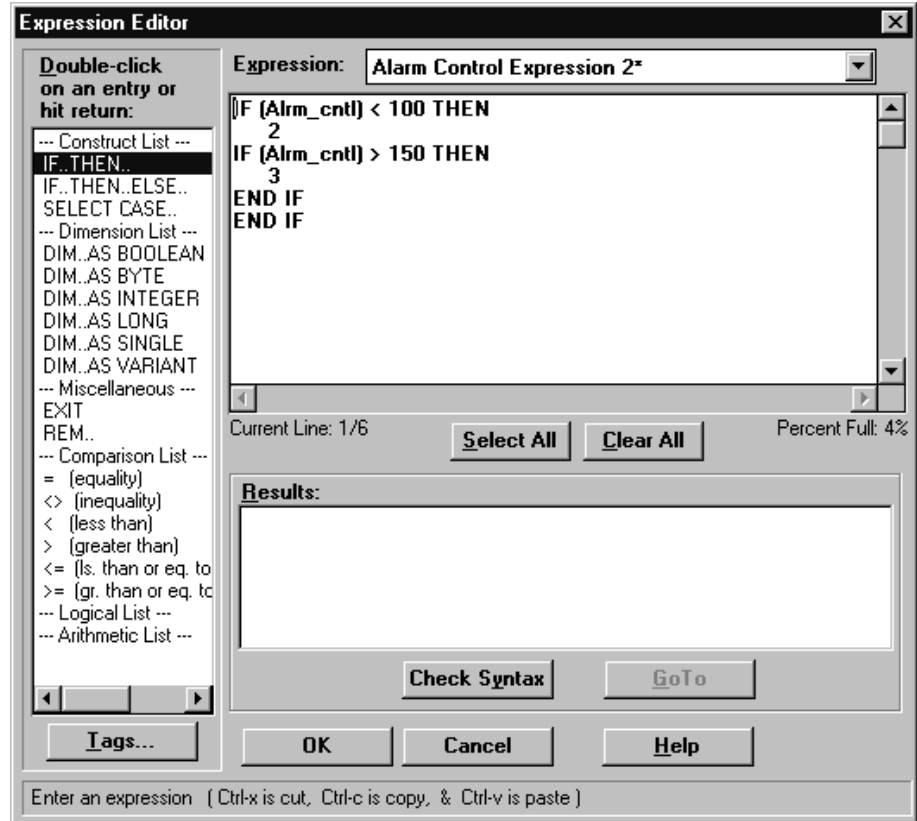 Expression Editor
Double-click
on an entry or
hit return:
--- Construct List ---
IF..THEN..
IF..THEN..ELSE..
SELECT CASE..
--- Dimension List ---
DIM..AS BOOLEAN
DIM..AS BYTE
DIM..AS INTEGER
DIM..AS LONG
DIM..AS SINGLE
DIM..AS VARIANT
--- Miscellaneous ---
EXIT
REM..
--- Comparison List ---
= (equality)
<> (inequality)
< (less than)
> (greater than)
<= (ls. than or eq. to
>= (gr. than or eq. to
--- Logical List ---
--- Arithmetic List ---
Tags...
Expression: Alarm Control Expression 2*
IF (Alrm_cntl) < 100 THEN
2
IF (Alrm_cntl) > 150 THEN
3
END IF
END IF
Current Line: 1/6 Select All Clear All Percent Full: 4%
Results:
Check Syntax GoTo
OK Cancel Help
Enter an expression ( Ctrl-x is cut, Ctrl-c is copy, & Ctrl-v is paste )